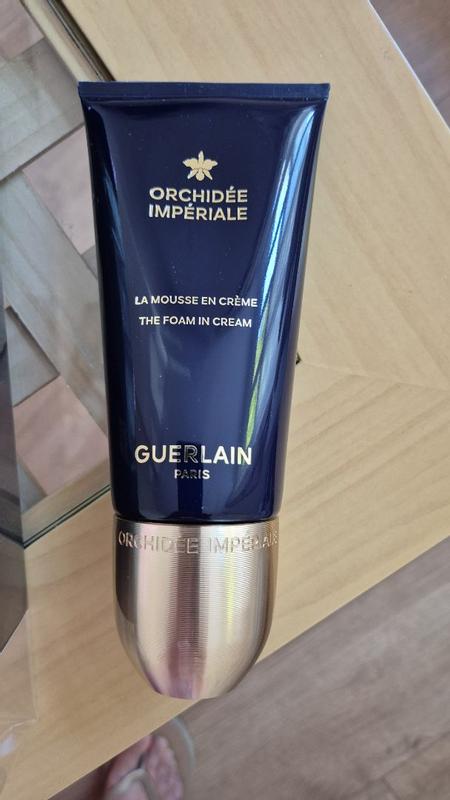 ORCHIDÉE
IMPÉRIALE
LA MOUSSE EN CRÈME
THE FOAM IN CREAM
GUERLAIN
PARIS
ORCHIDÉE IMPÉRIALE